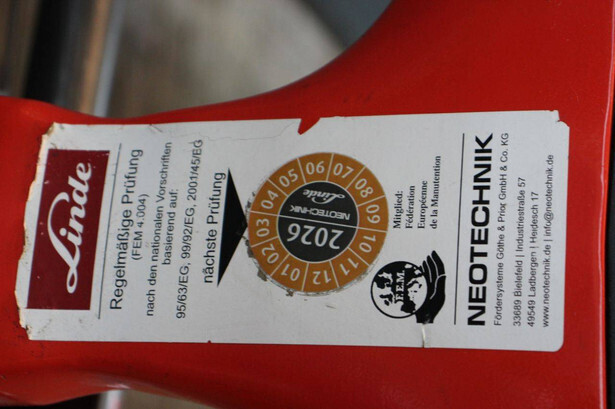 Linde
Regelmäßige Prüfung
(FEM 4.004)
nach den nationalen Vorschriften
basierend auf:
95/63/EG, 99/92/EG, 2001/45/EG
nächste Prüfung
01 02 03 04 05 06 07 08 09 10 11 12
Linde
NEOTECHNIK
2026
Mitglied:
Fédération
Européenne
de la Manutention
F.E.M.
NEOTECHNIK
Fördersysteme Göthe & Prior GmbH & Co. KG
33689 Bielefeld | Industriestraße 57
49549 Ladbergen | Heidesch 17
www.neotechnik.de | info@neotechnik.de